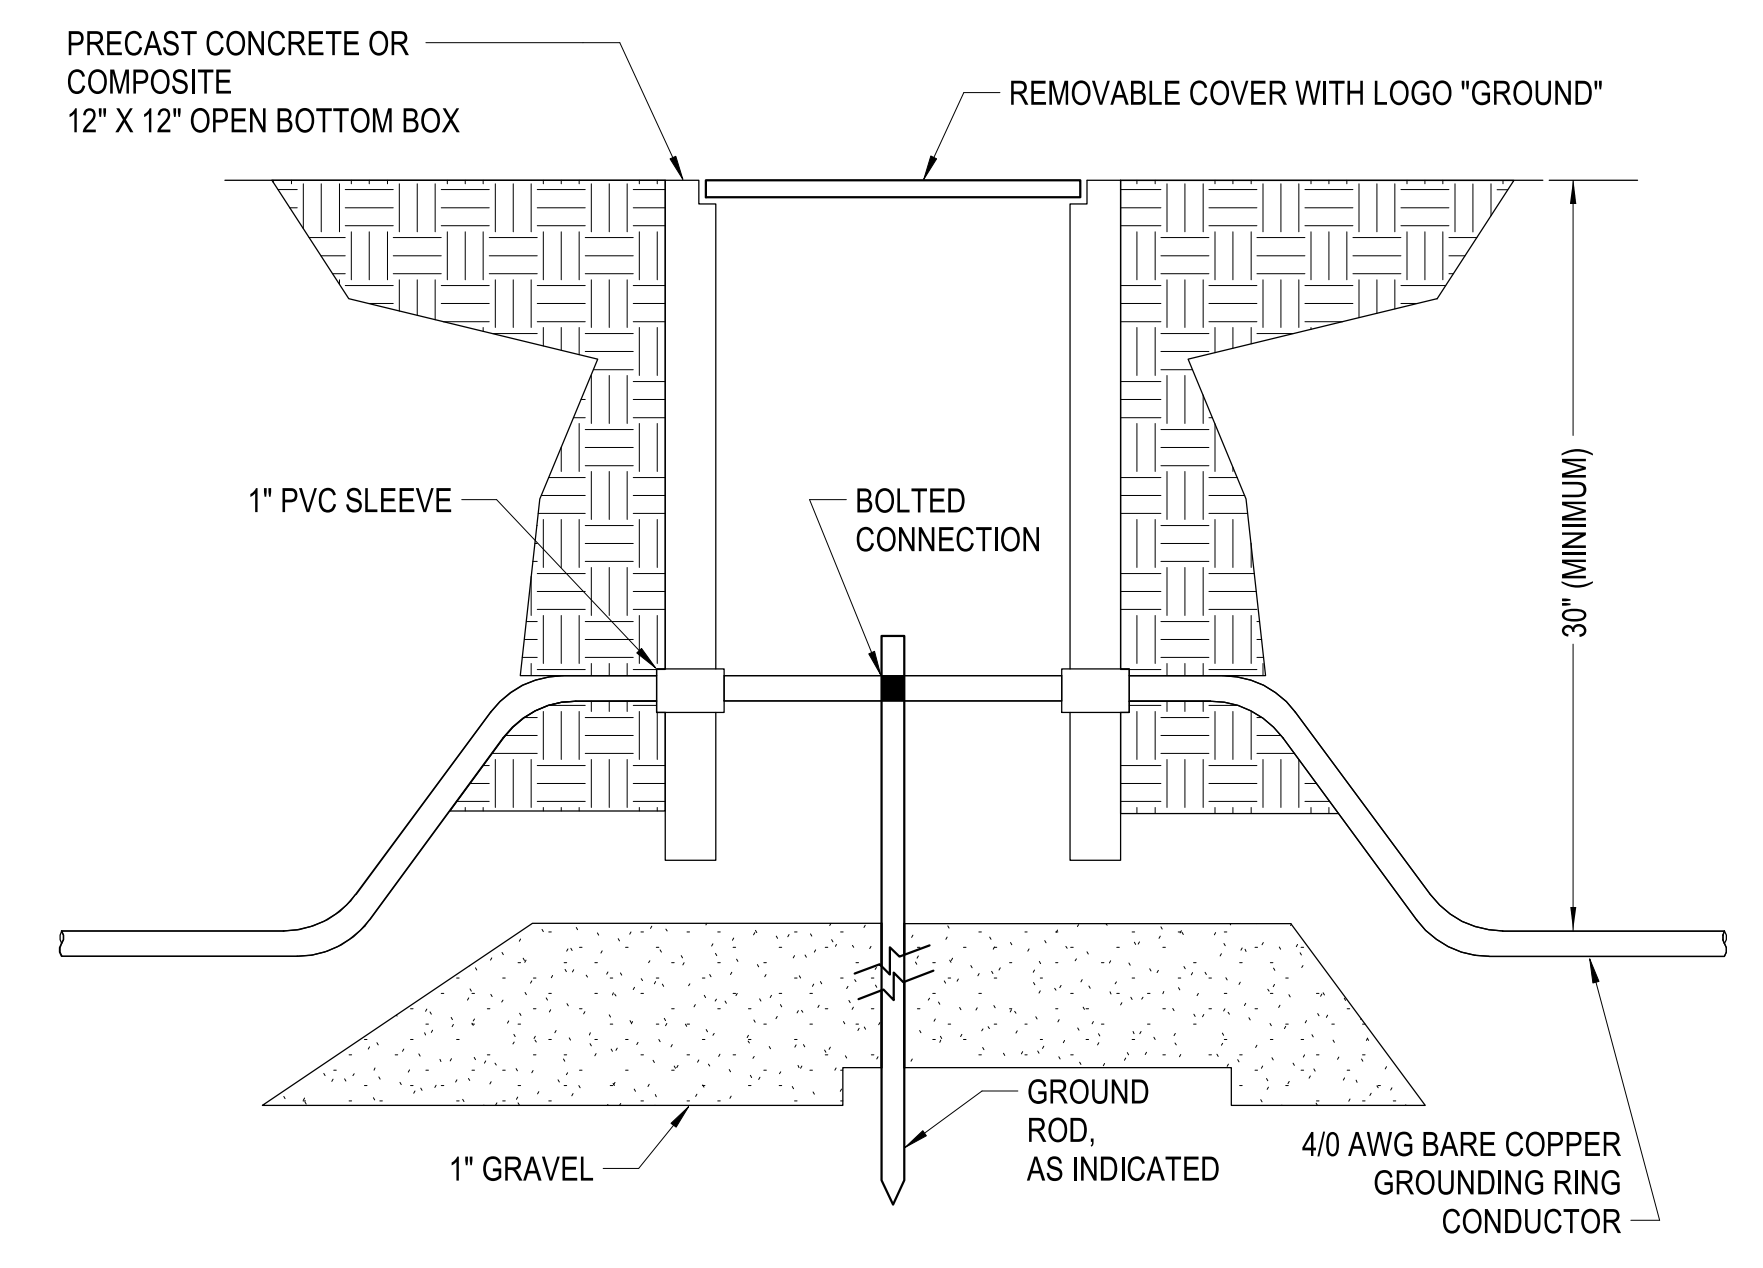 PRECAST CONCRETE OR
COMPOSITE
12" X 12" OPEN BOTTOM BOX
REMOVABLE COVER WITH LOGO "GROUND"
1" PVC SLEEVE
BOLTED
CONNECTION
30" (MINIMUM)
GROUND
ROD,
AS INDICATED
1" GRAVEL
4/0 AWG BARE COPPER
GROUNDING RING
CONDUCTOR